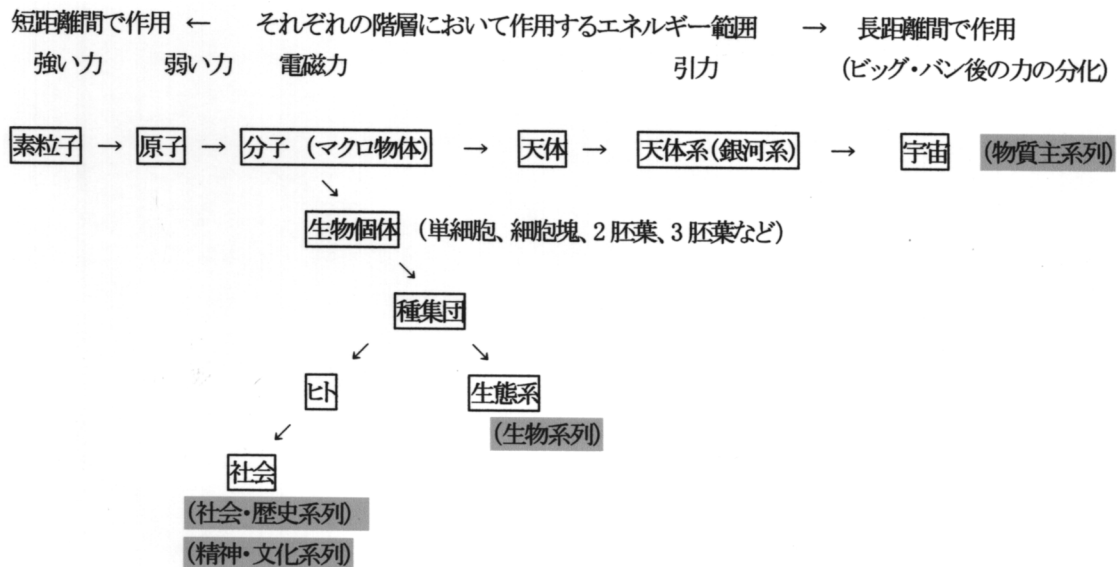 短距離間で作用 ← それぞれの階層において作用するエネルギー範囲 → 長距離間で作用
強い力 弱い力 電磁力 引力 (ビッグ・バン後の力の分化)
素粒子 → 原子 → 分子 (マクロ物体) → 天体 → 天体系(銀河系) → 宇宙 (物質主系列)
↘
生物個体 (単細胞、細胞塊、2胚葉、3胚葉など)
↘
種集団
↙ ↘
ヒト 生態系
↙ (生物系列)
社会
(社会・歴史系列)
(精神・文化系列)